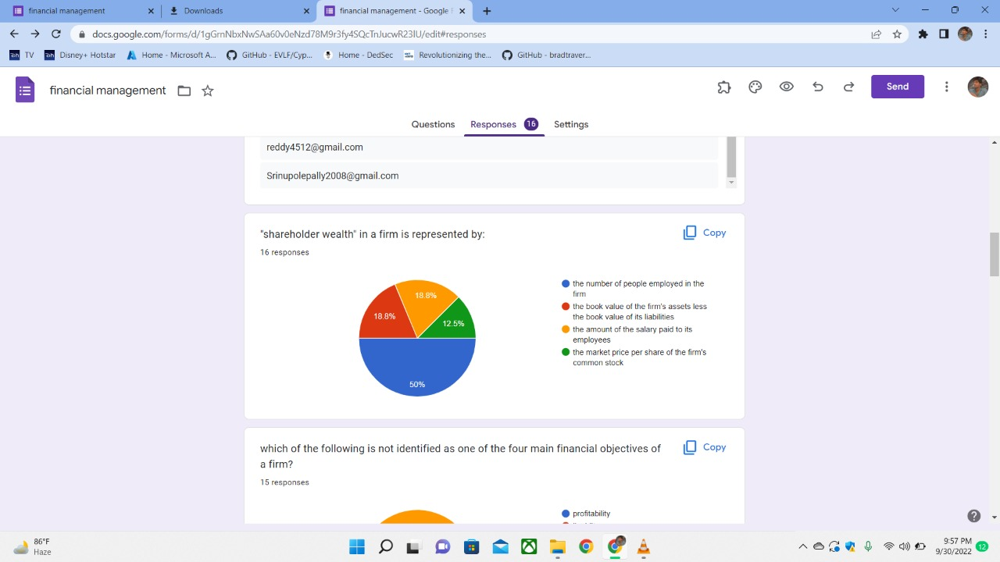 financial management
Downloads
financial management - Google F
docs.google.com/forms/d/1gGrnNbxNwSAa60v0eNzd78M9r3fy4SQcTnJucwR23IU/edit#responses
TV
Disney+ Hotstar
Home - Microsoft A...
GitHub - EVLF/Cyp...
Home - DedSec
Revolutionizing the...
GitHub - bradtraver...
financial management
Send
Questions
Responses 16
Settings
reddy4512@gmail.com
Srinupolepally2008@gmail.com
"shareholder wealth" in a firm is represented by:
Copy
16 responses
18.8%
18.8%
12.5%
50%
the number of people employed in the
firm
the book value of the firm's assets less
the book value of its liabilities
the amount of the salary paid to its
employees
the market price per share of the firm's
common stock
which of the following is not identified as one of the four main financial objectives of
a firm?
Copy
15 responses
profitability
86°F
Haze
9:57 PM
9/30/2022
12